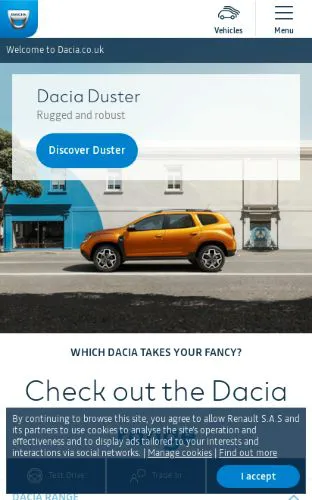 DACIA
Vehicles
Menu
Welcome to Dacia.co.uk
Dacia Duster
Rugged and robust
Discover Duster
WHICH DACIA TAKES YOUR FANCY?
Check out the Dacia
By continuing to browse this site, you agree to allow Renault S.A.S and
its partners to use cookies to analyse the site's operation and
effectiveness and to display ads tailored to your interests and
interactions via social networks. | Manage cookies | Find out more
Test Drive
Trade In
I accept
DACIA RANGE